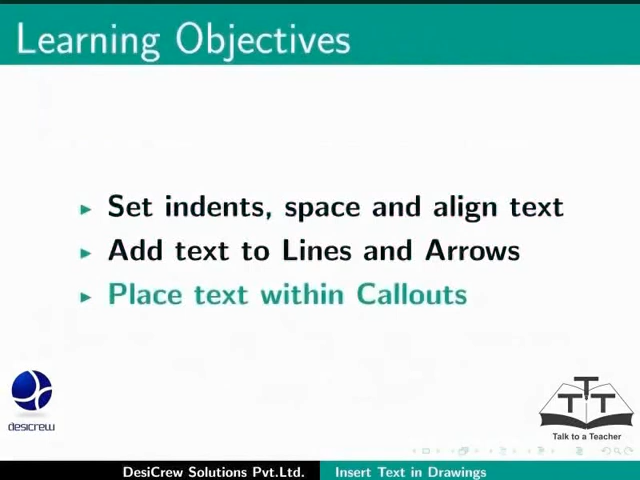 Learning Objectives
Set indents, space and align text
Add text to Lines and Arrows
Place text within Callouts
desicrew
TTT
Talk to a Teacher
DesiCrew Solutions Pvt.Ltd. Insert Text in Drawings